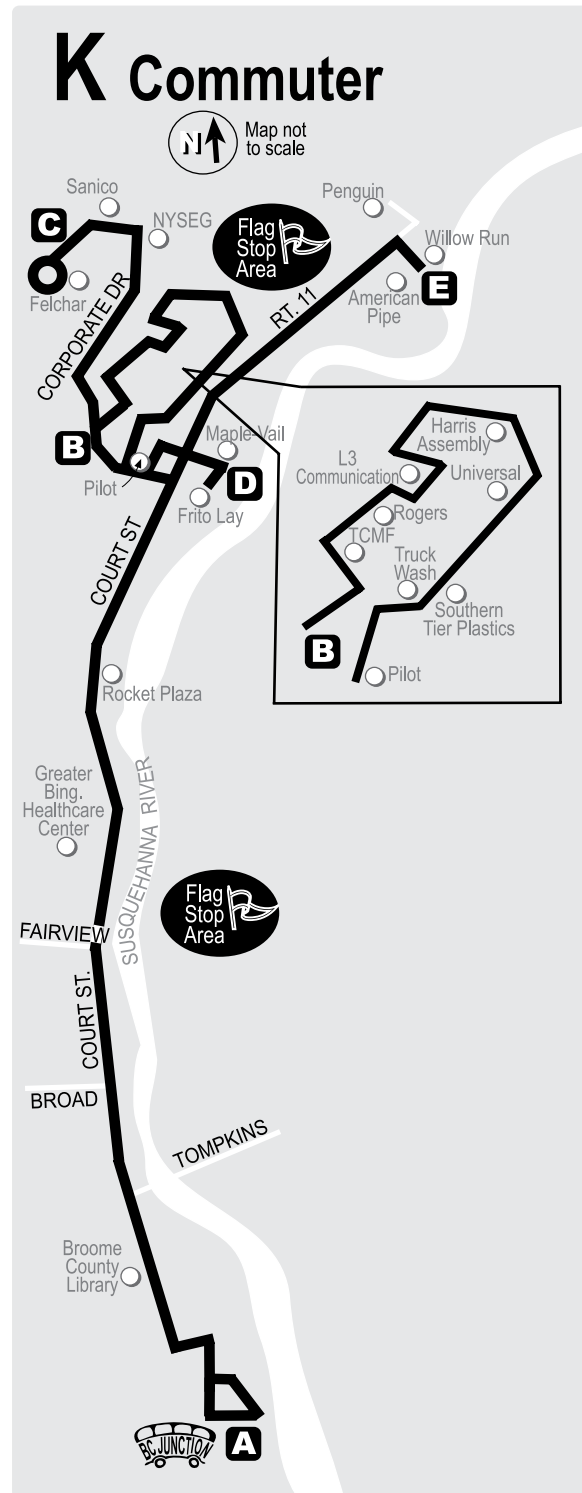 K Commuter
N
Map not
to scale
Sanico
Penguin
C
NYSEG
Flag
Stop
Area
Willow Run
Felchar
American
Pipe
E
CORPORATE DR
RT. 11
B
Maple-Vail
D
Pilot
Frito Lay
COURT ST
Harris
Assembly
L3
Communication
Universal
Rogers
TCMF
Truck
Wash
Southern
Tier Plastics
B
Pilot
Rocket Plaza
Greater
Bing.
Healthcare
Center
SUSQUEHANNA RIVER
Flag
Stop
Area
FAIRVIEW
COURT ST.
BROAD
TOMPKINS
Broome
County
Library
BC JUNCTION
A